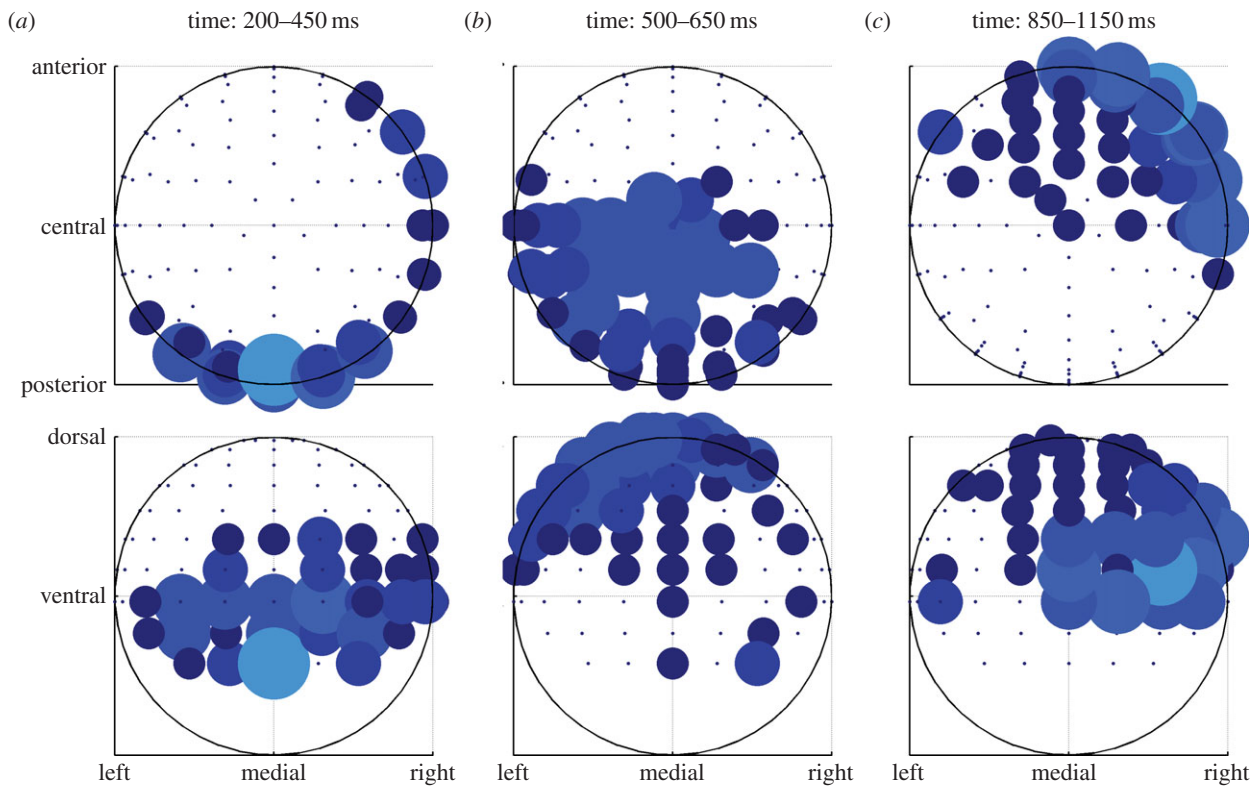 (a) time: 200–450 ms (b) time: 500–650 ms (c) time: 850–1150 ms
anterior
central
posterior
dorsal
ventral
left medial right left medial right left medial right